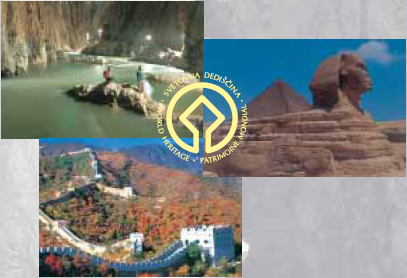 SVETOVNA DEDIŠČINA • WORLD HERITAGE • PATRIMOINE MONDIAL •